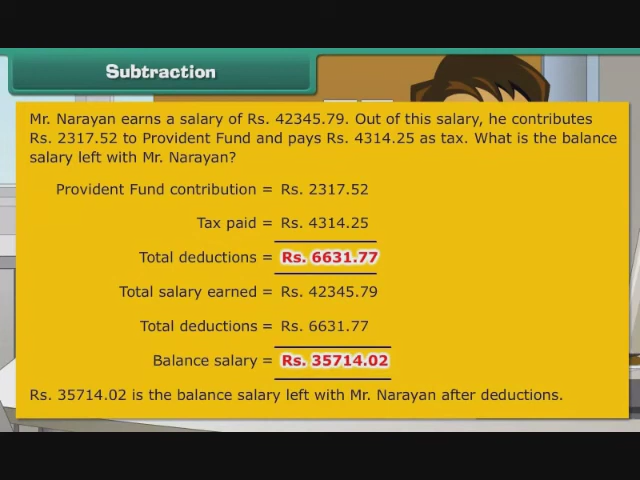 Subtraction
Mr. Narayan earns a salary of Rs. 42345.79. Out of this salary, he contributes
Rs. 2317.52 to Provident Fund and pays Rs. 4314.25 as tax. What is the balance
salary left with Mr. Narayan?
Provident Fund contribution = Rs. 2317.52
Tax paid = Rs. 4314.25
Total deductions = Rs. 6631.77
Total salary earned = Rs. 42345.79
Total deductions = Rs. 6631.77
Balance salary = Rs. 35714.02
Rs. 35714.02 is the balance salary left with Mr. Narayan after deductions.